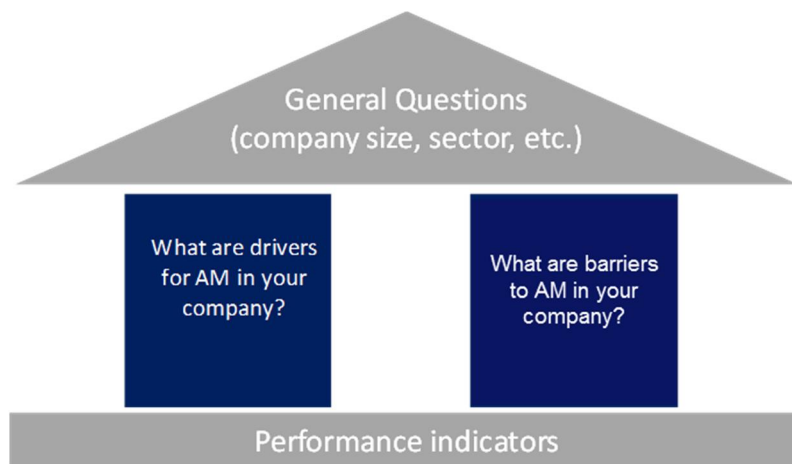 General Questions
(company size, sector, etc.)
What are drivers
for AM in your
company?
What are barriers
to AM in your
company?
Performance indicators